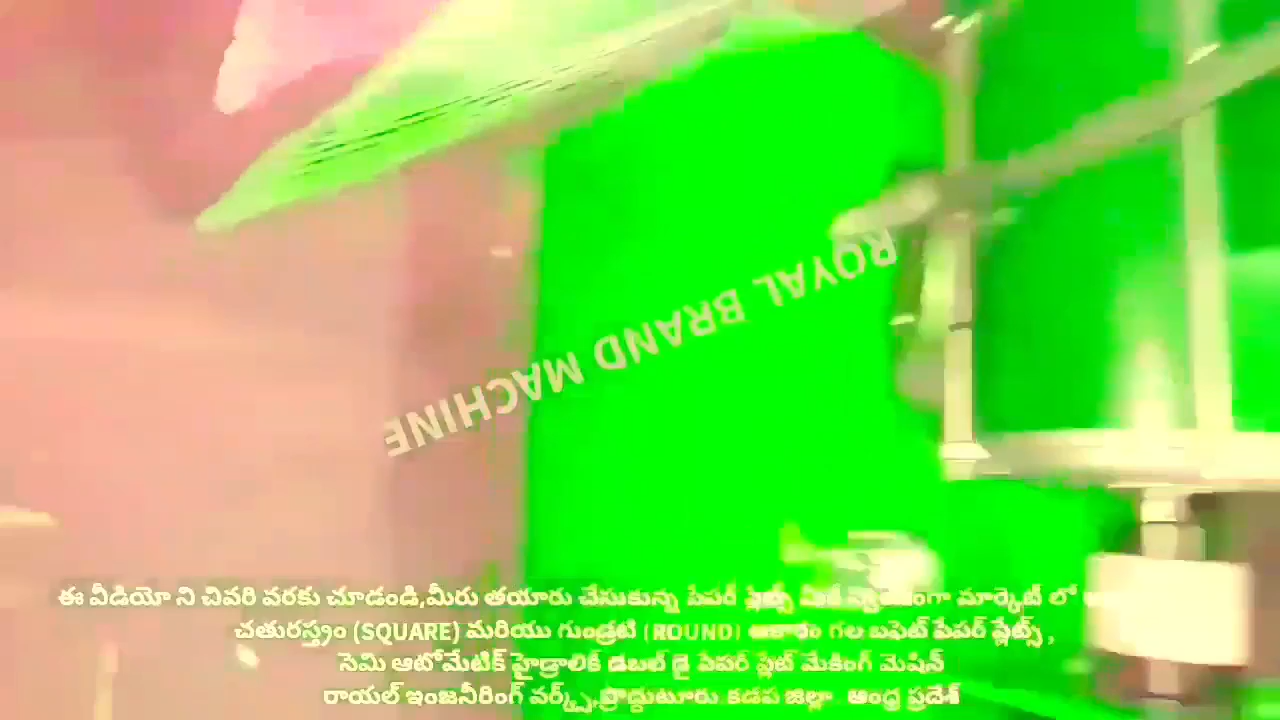 ROYAL BRAND MACHINE
ఈ వీడియో ని చివరి వరకు చూడండి,మీరు తయారు చేసుకున్న పేపర్ ప్లేట్స్ మార్కెట్ లో
చతురస్త్రం (SQUARE) మరియు గుండ్రటి (ROUND) ఆకారం గల బఫెట్ పేపర్ ప్లేట్స్ ,
సెమి ఆటోమేటిక్ హైడ్రాలిక్ డబల్ డై పేపర్ ప్లేట్ మేకింగ్ మెషిన్
రాయల్ ఇంజనీరింగ్ వర్క్స్,ప్రొద్దుటూరు కడప జిల్లా ఆంధ్ర ప్రదేశ్